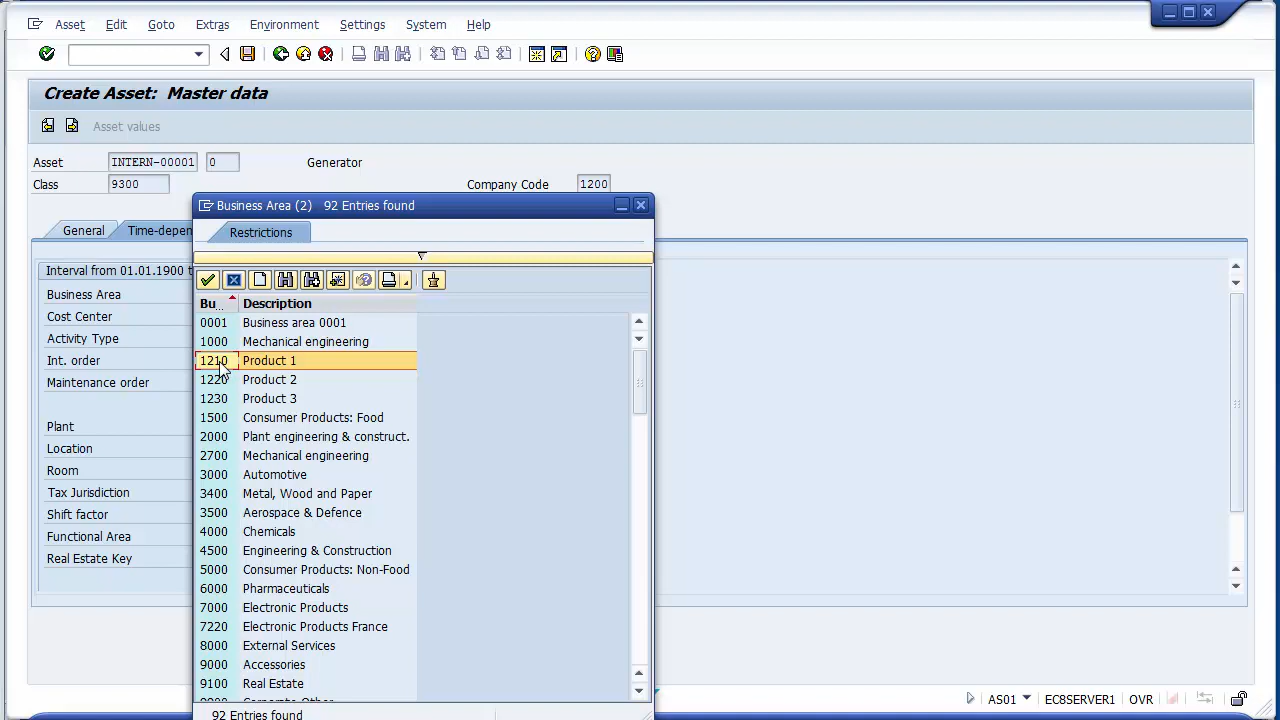 Asset Edit Goto Extras Environment Settings System Help
Create Asset: Master data
Asset values
Asset INTERN-00001 0 Generator
Class 9300 Company Code 1200
General Time-depen
Interval from 01.01.1900 t
Business Area
Cost Center
Activity Type
Int. order
Maintenance order
Plant
Location
Room
Tax Jurisdiction
Shift factor
Functional Area
Real Estate Key
Business Area (2) 92 Entries found
Restrictions
Bu... Description
0001 Business area 0001
1000 Mechanical engineering
1210 Product 1
1220 Product 2
1230 Product 3
1500 Consumer Products: Food
2000 Plant engineering & construct.
2700 Mechanical engineering
3000 Automotive
3400 Metal, Wood and Paper
3500 Aerospace & Defence
4000 Chemicals
4500 Engineering & Construction
5000 Consumer Products: Non-Food
6000 Pharmaceuticals
7000 Electronic Products
7220 Electronic Products France
8000 External Services
9000 Accessories
9100 Real Estate
92 Entries found
AS01 EC8SERVER1 OVR